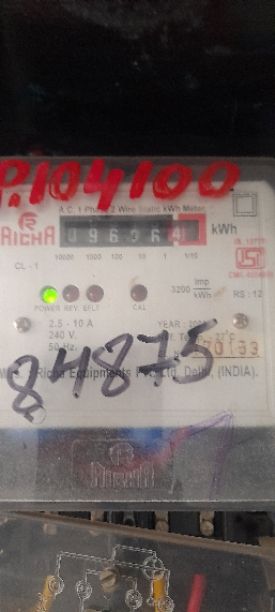 P.104100
A.C. 1-Phase 2-Wire Static kWh Meter
RICHA
096364
kWh
CL - 1
10000 1000 100 10 1 1/10
POWER REV. EFLT
CAL
3200 imp/kWh
RS : 12
2.5 - 10 A
240 V.
50 Hz.
YEAR :
70133
84875
Richa Equipments Pvt. Ltd. Delhi, (INDIA).
RICHA